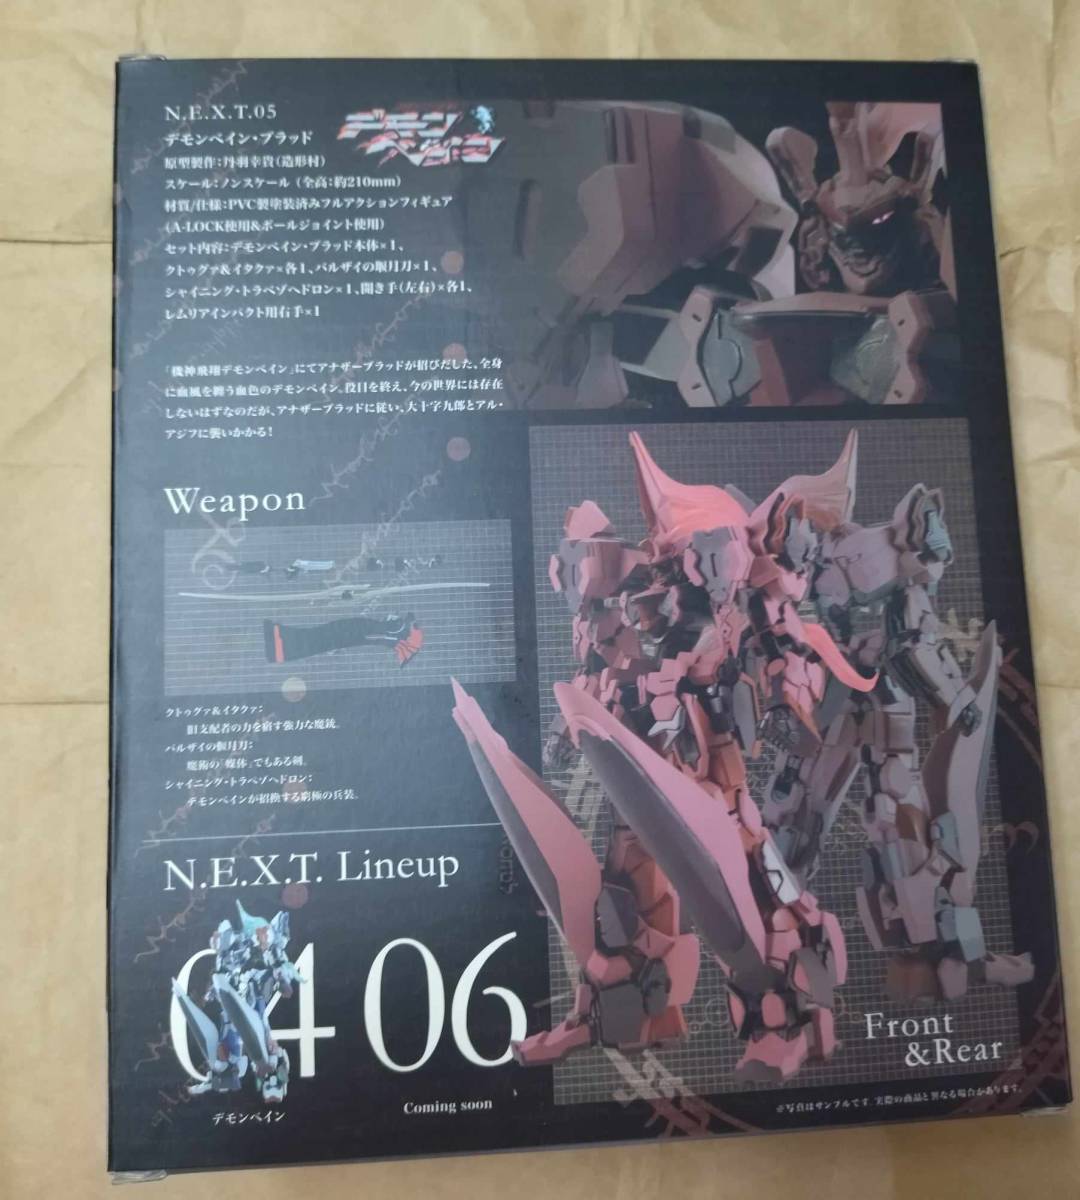 N.E.X.T.05
デモンベイン・ブラッド
原型製作：丹羽幸貴（造形村）
スケール：ノンスケール（全高：約210mm）
材質/仕様：PVC製塗装済みフルアクションフィギュア
（A-LOCK使用&ボールジョイント使用）
セット内容：デモンベイン・ブラッド本体×1、
クトゥグァ&イタクァ×各1、バルザイの偃月刀×1、
シャイニング・トラペゾヘドロン×1、開き手（左右）×各1、
レムリアインパクト用右手×1
デモン
ベイン
「機神飛翔デモンベイン」にてアナザーブラッドが招びだした、全身
に血風を纏う血色のデモンベイン。役目を終え、今の世界には存在
しないはずなのだが、アナザーブラッドに従い、大十字九郎とアル・
アジフに襲いかかる！
Weapon
クトゥグァ&イタクァ：
旧支配者の力を宿す強力な魔銃。
バルザイの偃月刀：
魔術の「媒体」でもある剣。
シャイニング・トラペゾヘドロン：
デモンベインが招喚する窮極の兵装。
N.E.X.T. Lineup
04
デモンベイン
06
Coming soon
Front
&Rear
※写真はサンプルです。実際の商品と異なる場合があります。